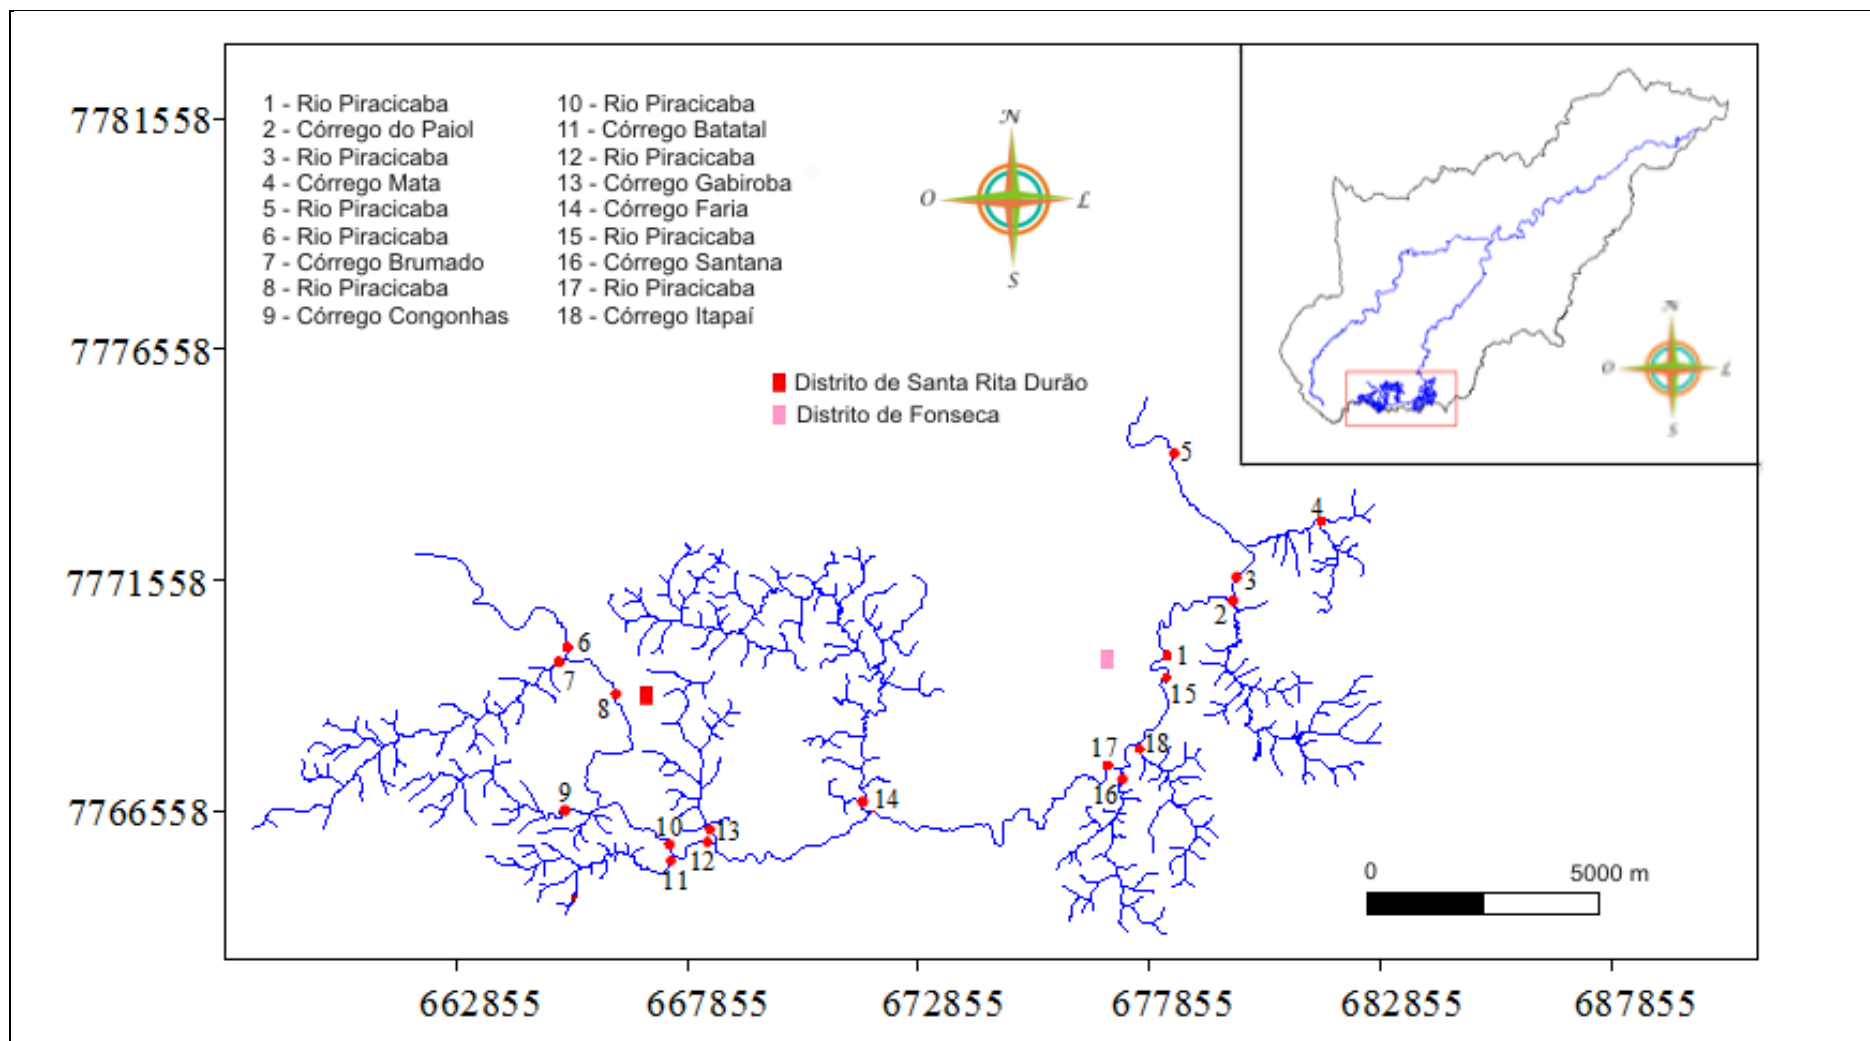 1 - Rio Piracicaba
2 - Córrego do Paiol
3 - Rio Piracicaba
4 - Córrego Mata
5 - Rio Piracicaba
6 - Rio Piracicaba
7 - Córrego Brumado
8 - Rio Piracicaba
9 - Córrego Congonhas
10 - Rio Piracicaba
11 - Córrego Batatal
12 - Rio Piracicaba
13 - Córrego Gabiroba
14 - Córrego Faria
15 - Rio Piracicaba
16 - Córrego Santana
17 - Rio Piracicaba
18 - Córrego Itapaí
N
O L
S
N
O L
S
Distrito de Santa Rita Durão
Distrito de Fonseca
7781558
7776558
7771558
7766558
5
4
3
2
1
15
6
7
8
18
17
16
9
14
10
13
12
11
0 5000 m
662855 667855 672855 677855 682855 687855